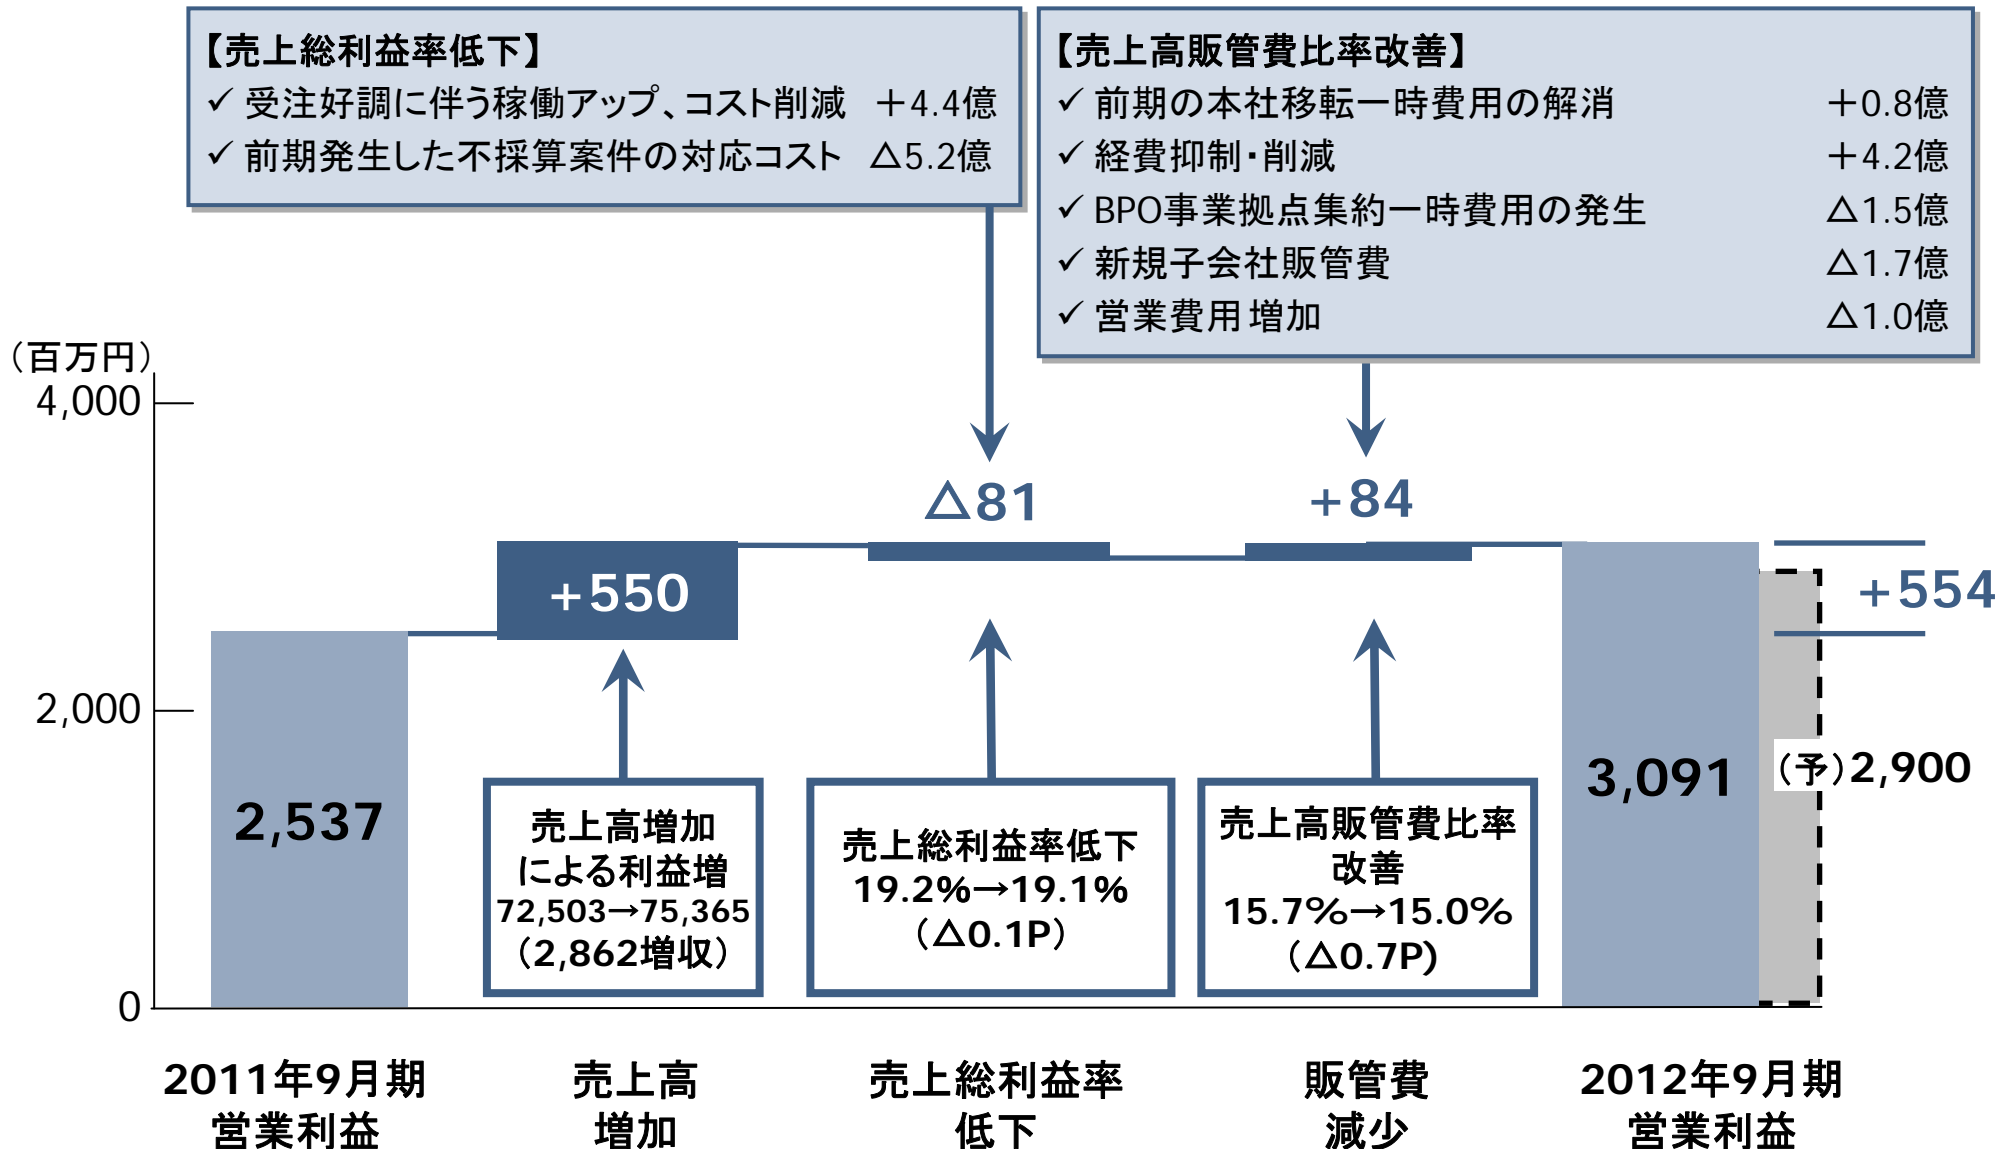 【売上総利益率低下】
✓ 受注好調に伴う稼働アップ、コスト削減 ＋4.4億
✓ 前期発生した不採算案件の対応コスト △5.2億
【売上高販管費比率改善】
✓ 前期の本社移転一時費用の解消 ＋0.8億
✓ 経費抑制・削減 ＋4.2億
✓ BPO事業拠点集約一時費用の発生 △1.5億
✓ 新規子会社販管費 △1.7億
✓ 営業費用増加 △1.0億
（百万円）
4,000
2,000
0
△81
+84
+550
+554
2,537
3,091
（予）2,900
売上高増加
による利益増
72,503→75,365
（2,862増収）
売上総利益率低下
19.2%→19.1%
（△0.1P）
売上高販管費比率
改善
15.7%→15.0%
（△0.7P）
2011年9月期
営業利益
売上高
増加
売上総利益率
低下
販管費
減少
2012年9月期
営業利益